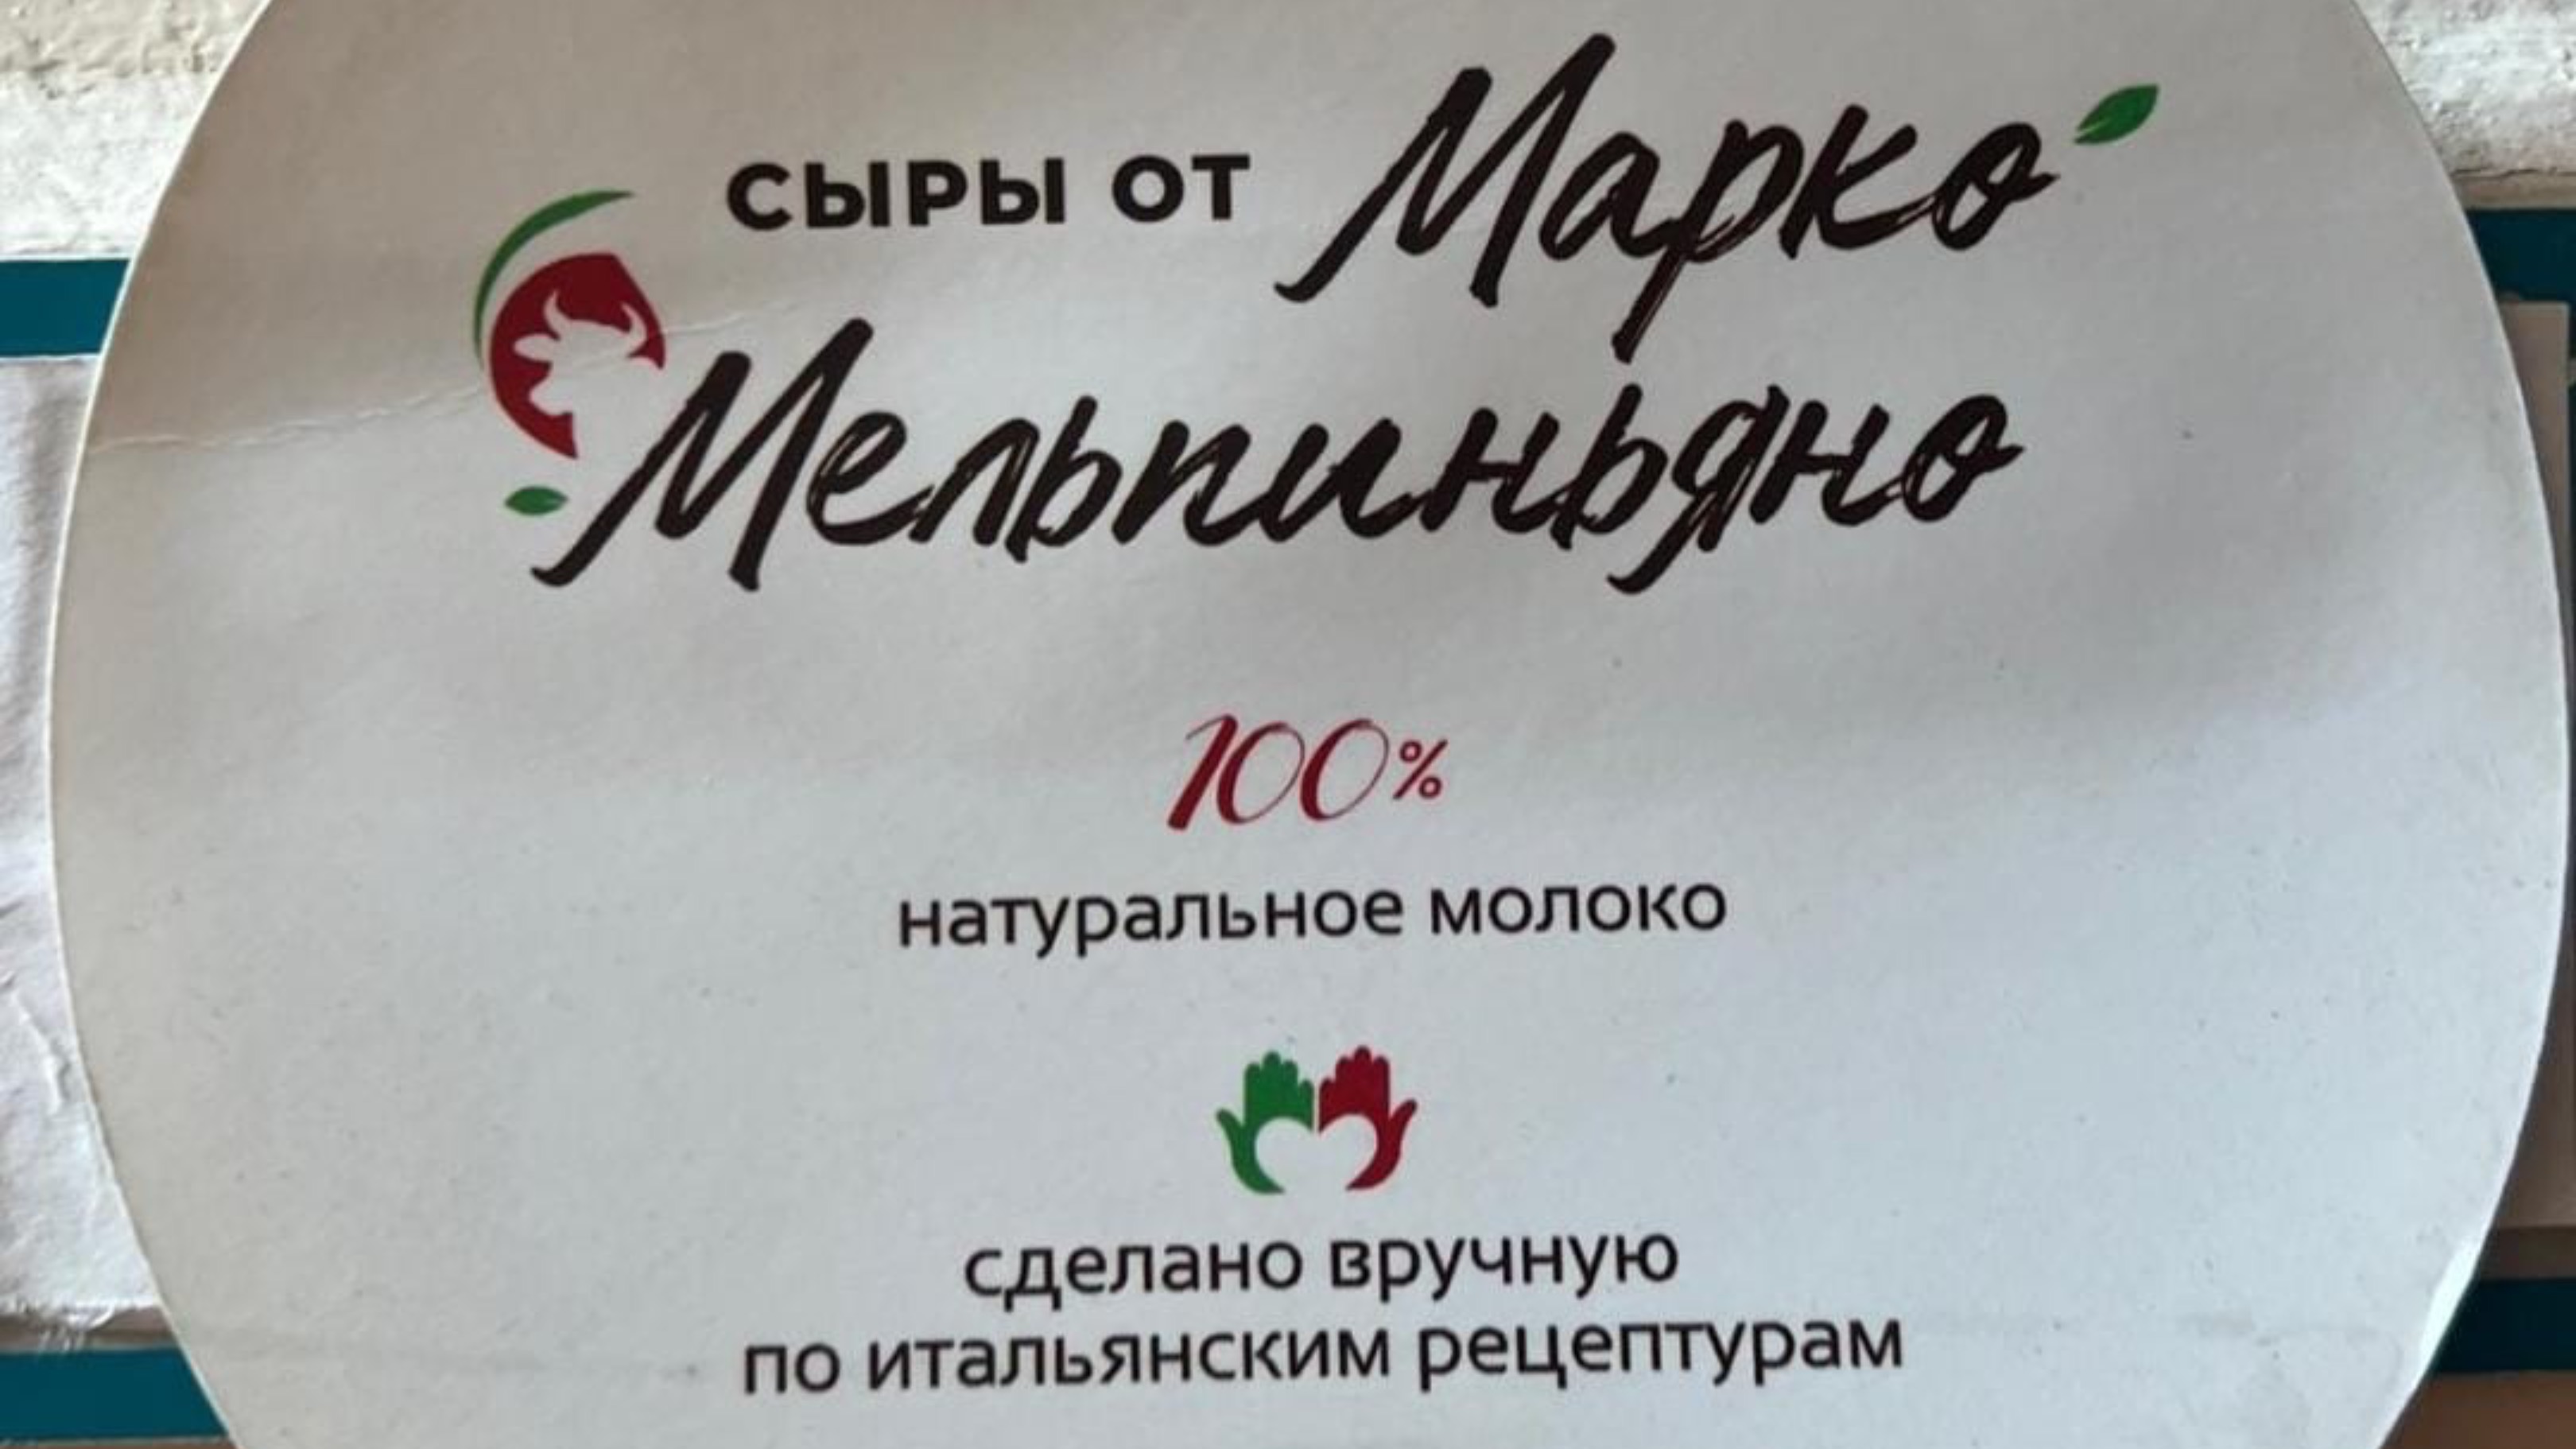 СЫРЫ ОТ Марко
Мельпиньяно
100%
натуральное молоко
сделано вручную
по итальянским рецептурам